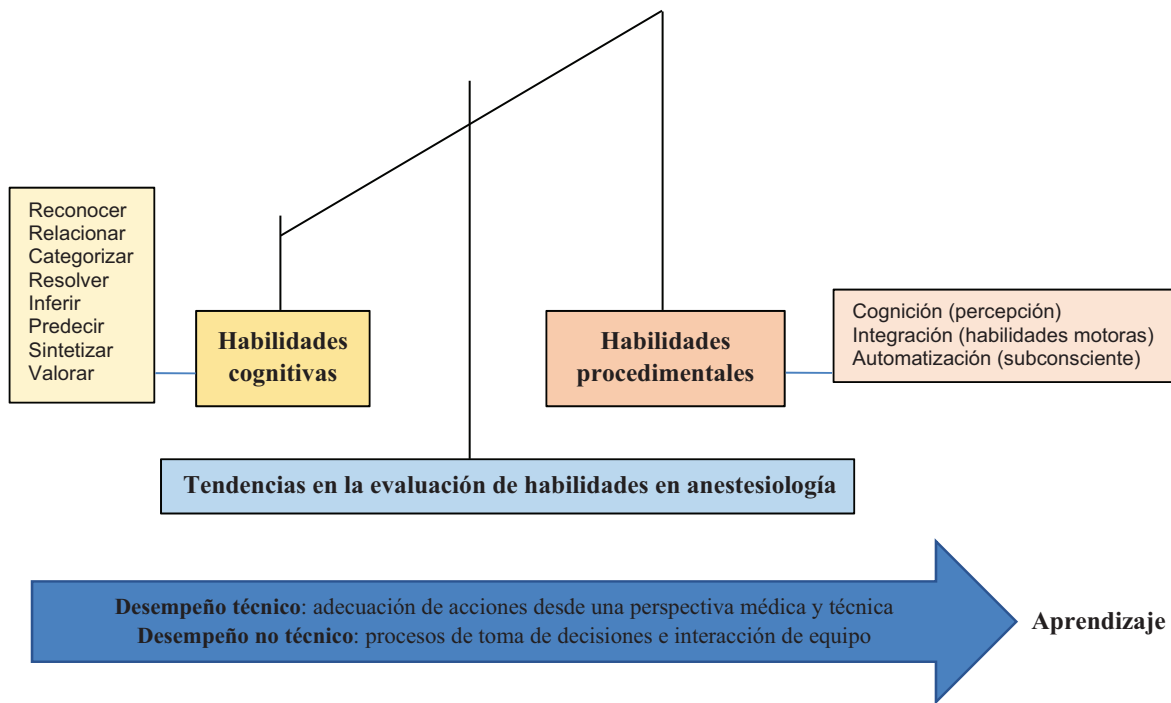 Reconocer
Relacionar
Categorizar
Resolver
Inferir
Predecir
Sintetizar
Valorar
Habilidades
cognitivas
Habilidades
procedimentales
Cognición (percepción)
Integración (habilidades motoras)
Automatización (subconsciente)
Tendencias en la evaluación de habilidades en anestesiología
Desempeño técnico: adecuación de acciones desde una perspectiva médica y técnica
Desempeño no técnico: procesos de toma de decisiones e interacción de equipo
Aprendizaje